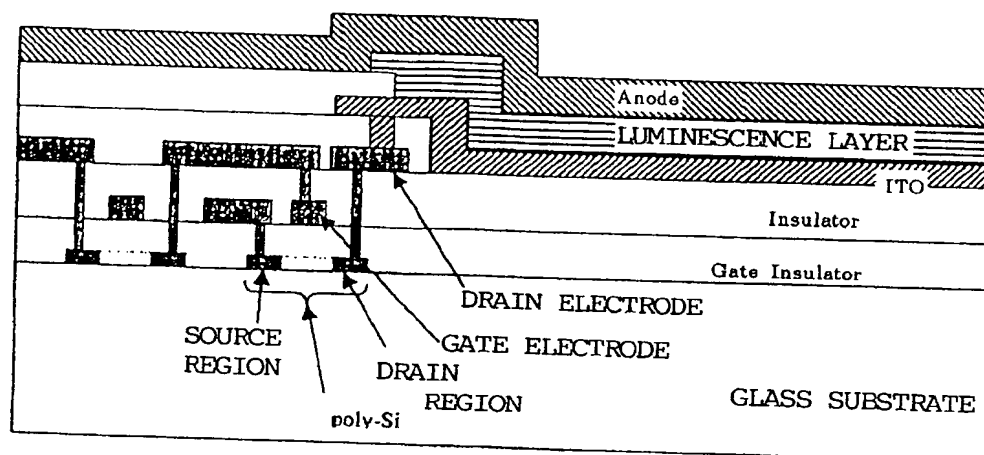 Anode
LUMINESCENCE LAYER
ITO
Insulator
Gate Insulator
DRAIN ELECTRODE
SOURCE
REGION
GATE ELECTRODE
DRAIN
REGION
poly-Si
GLASS SUBSTRATE